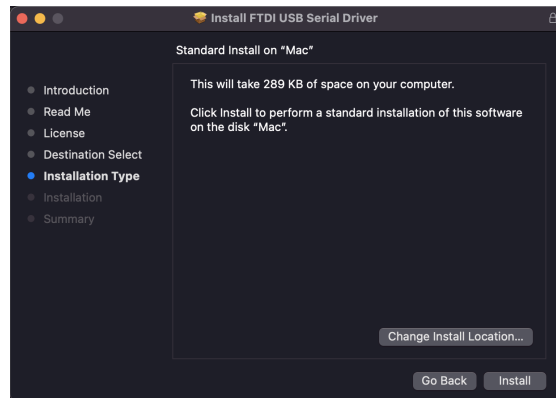 Install FTDI USB Serial Driver
Standard Install on “Mac”
Introduction
Read Me
License
Destination Select
Installation Type
Installation
Summary
This will take 289 KB of space on your computer.
Click Install to perform a standard installation of this software
on the disk “Mac”.
Change Install Location...
Go Back
Install